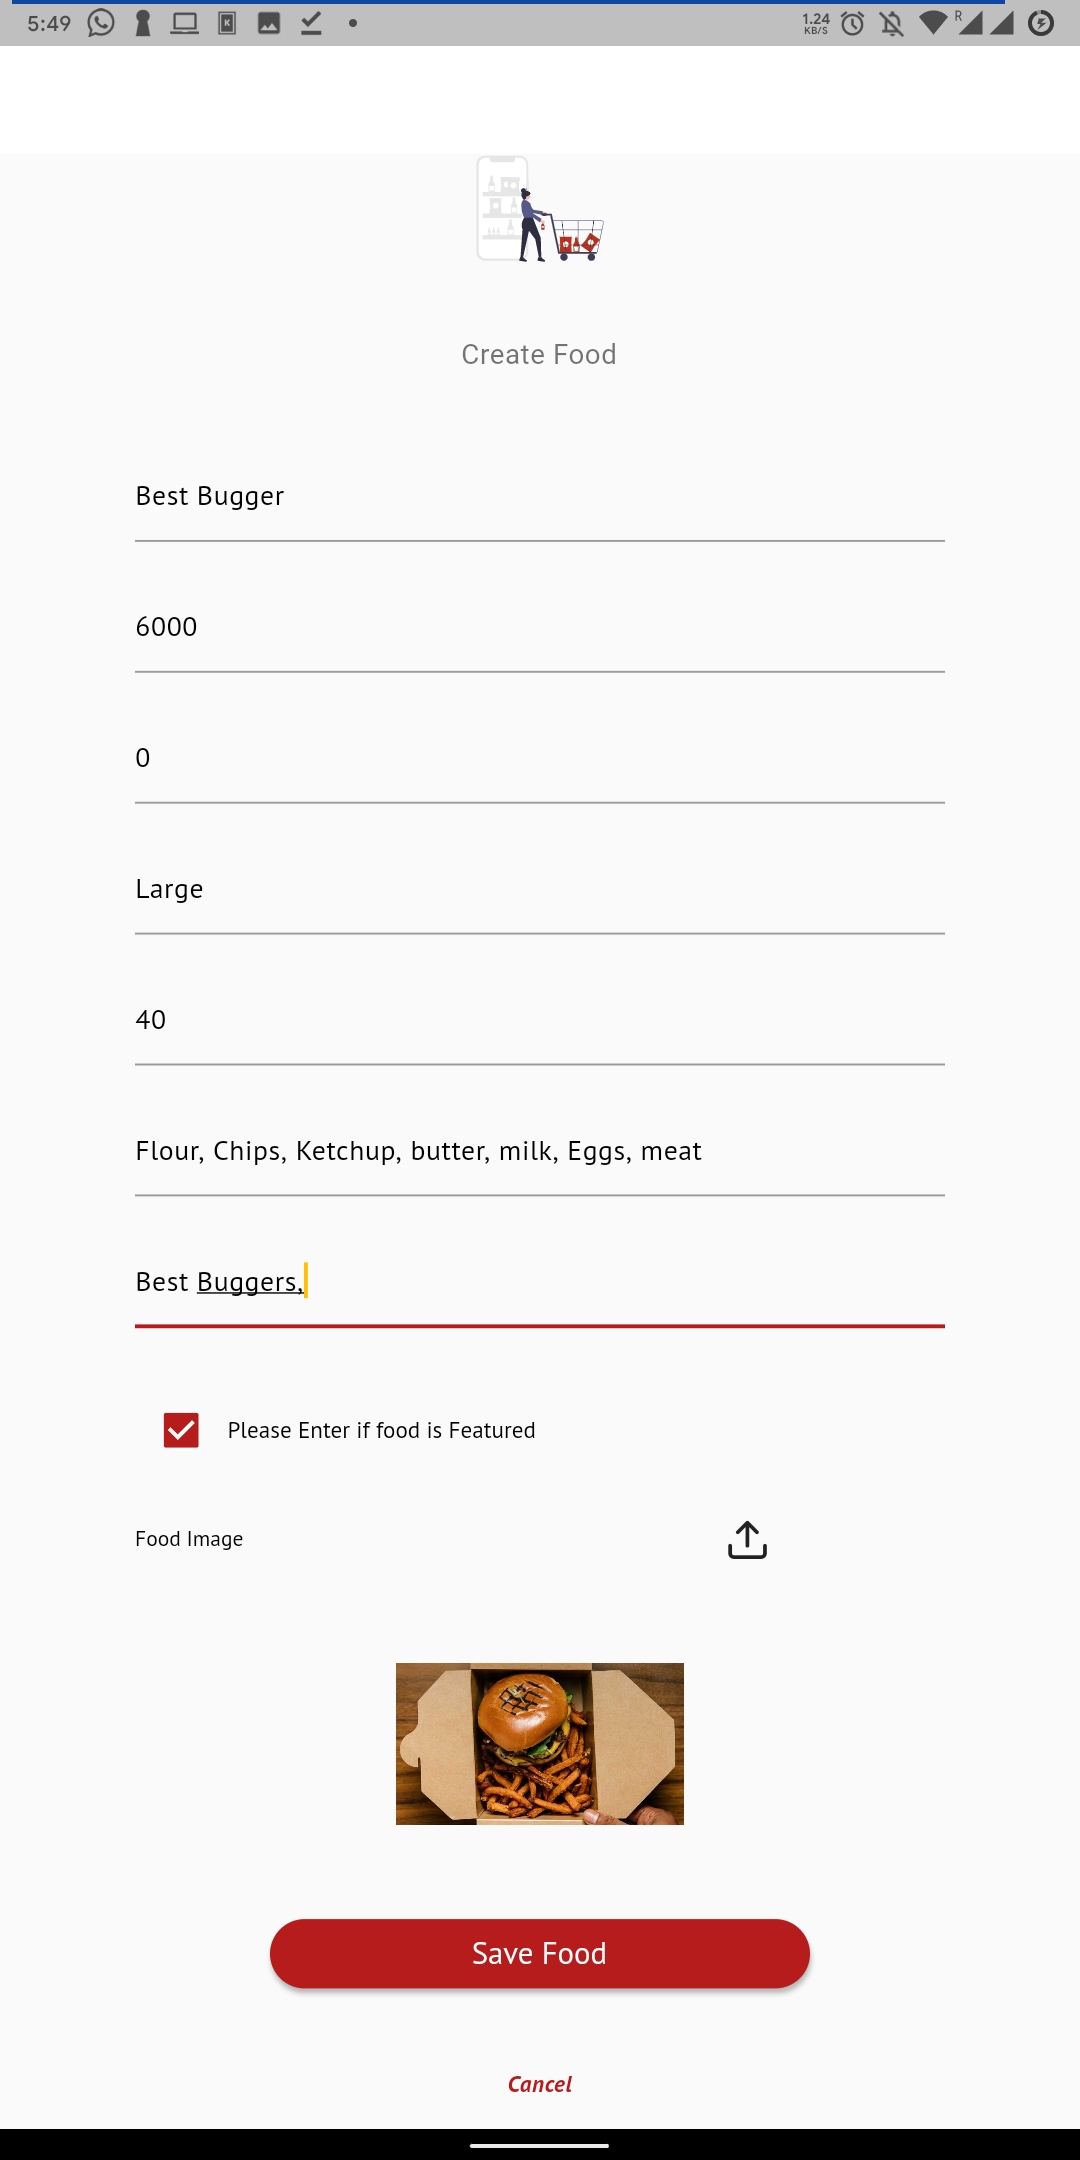 5:49
1.24
KB/S
R
Create Food
Best Bugger
6000
0
Large
40
Flour, Chips, Ketchup, butter, milk, Eggs, meat
Best Buggers,
Please Enter if food is Featured
Food Image
Save Food
Cancel